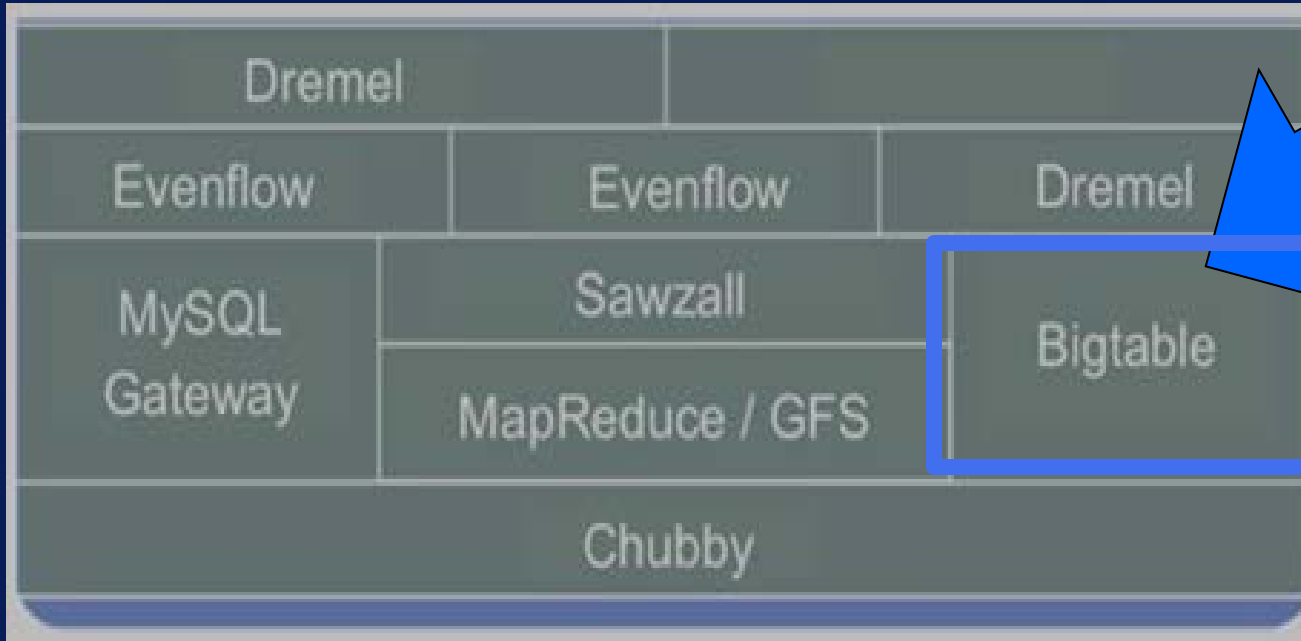 Dremel
Evenflow
Evenflow
Dremel
MySQL
Gateway
Sawzall
MapReduce / GFS
Bigtable
Chubby